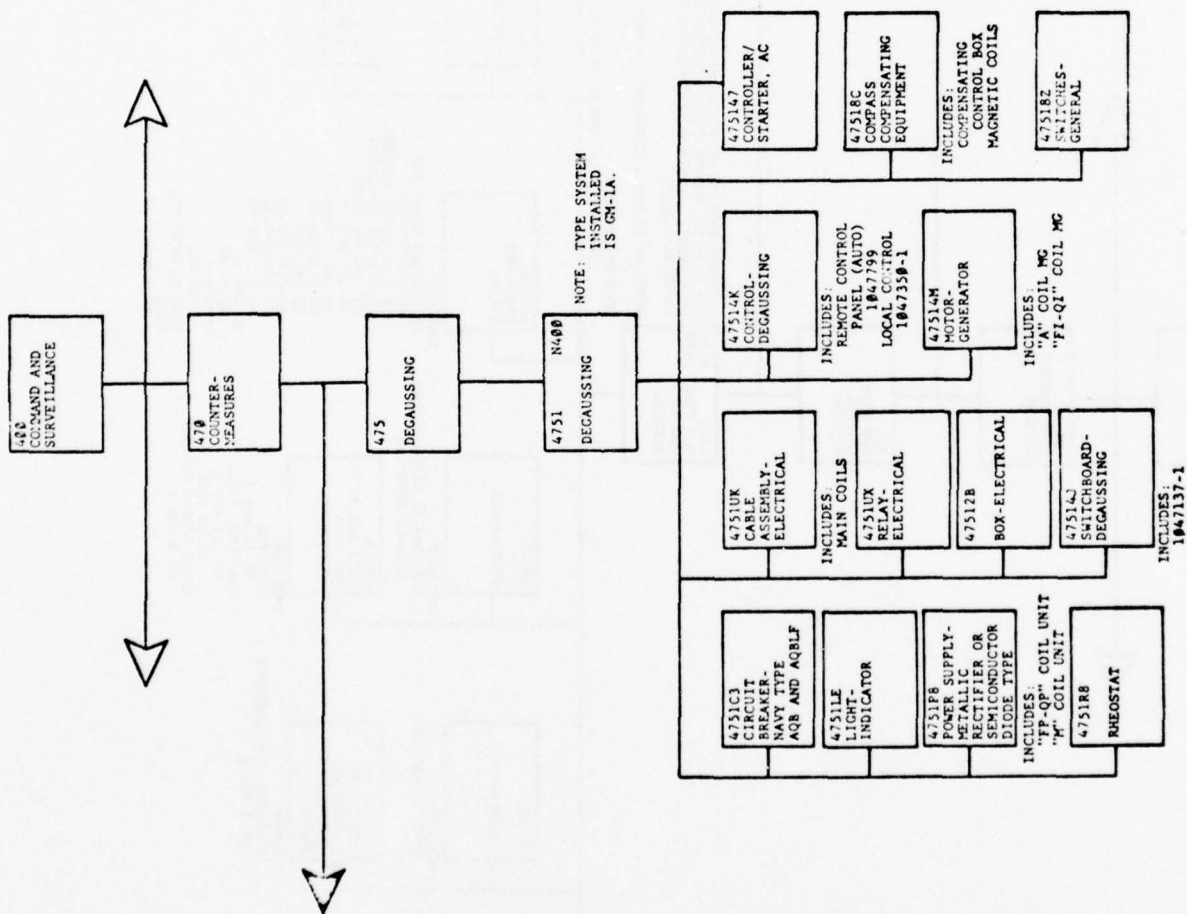 400
COMMAND AND
SURVEILLANCE
470
COUNTER-
MEASURES
475
DEGAUSSING
4751 N400
DEGAUSSING
NOTE: TYPE SYSTEM
INSTALLED
IS GM-1A.
4751C3
CIRCUIT
BREAKER-
NAVY TYPE
AQB AND AQBLF
4751LE
LIGHT-
INDICATOR
4751P8
POWER SUPPLY-
METALLIC
RECTIFIER OR
SEMICONDUCTOR
DIODE TYPE
INCLUDES:
"FP-QP" COIL UNIT
"M" COIL UNIT
4751R8
RHEOSTAT
4751UK
CABLE
ASSEMBLY-
ELECTRICAL
INCLUDES:
MAIN COILS
4751UX
RELAY-
ELECTRICAL
47512B
BOX-ELECTRICAL
47514J
SWITCHBOARD-
DEGAUSSING
INCLUDES:
1047137-1
47514K
CONTROL-
DEGAUSSING
INCLUDES:
REMOTE CONTROL
PANEL (AUTO)
1047799
LOCAL CONTROL
1047350-1
47514M
MOTOR-
GENERATOR
INCLUDES:
"A" COIL MG
"FI-QI" COIL MG
475147
CONTROLLER/
STARTER, AC
47518C
COMPASS
COMPENSATING
EQUIPMENT
INCLUDES:
COMPENSATING
CONTROL BOX
MAGNETIC COILS
47518Z
SWITCHES-
GENERAL